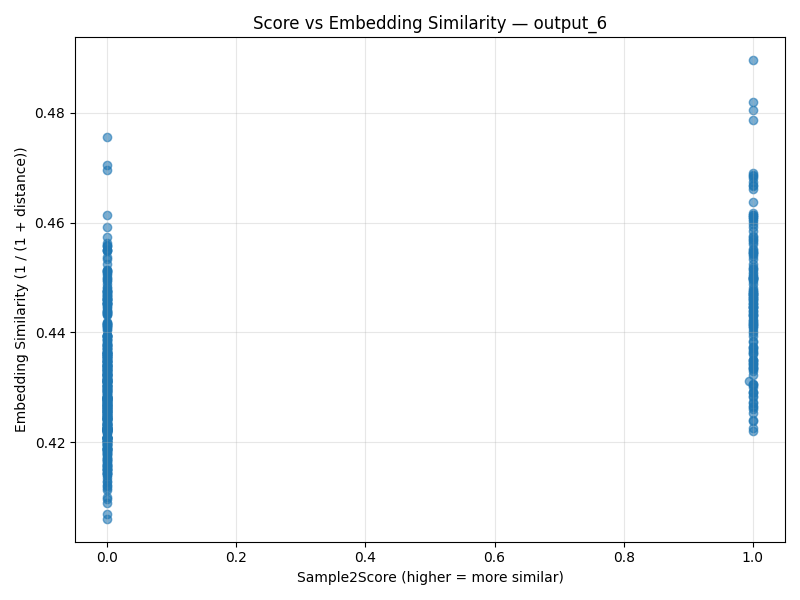 Score vs Embedding Similarity — output_6
Embedding Similarity (1 / (1 + distance))
0.48
0.46
0.44
0.42
0.0 0.2 0.4 0.6 0.8 1.0
Sample2Score (higher = more similar)